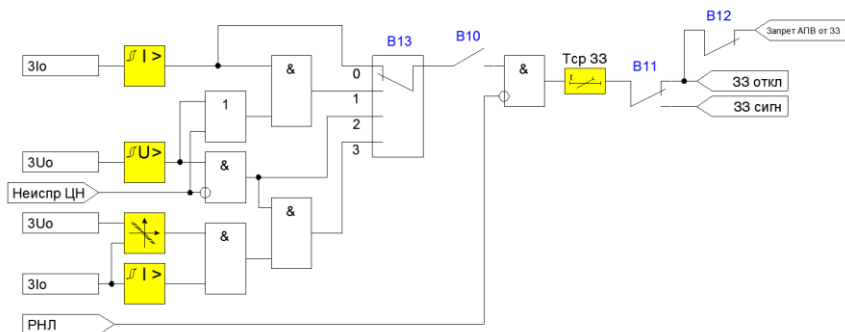 B12
Запрет АПВ от ЗЗ
B13
B10
3Io
I >
&
0
&
Тср ЗЗ
B11
ЗЗ откл
1
1
ЗЗ сигн
2
3Uo
U>
&
3
Неиспр ЦН
&
3Uo
&
3Io
I >
РНЛ